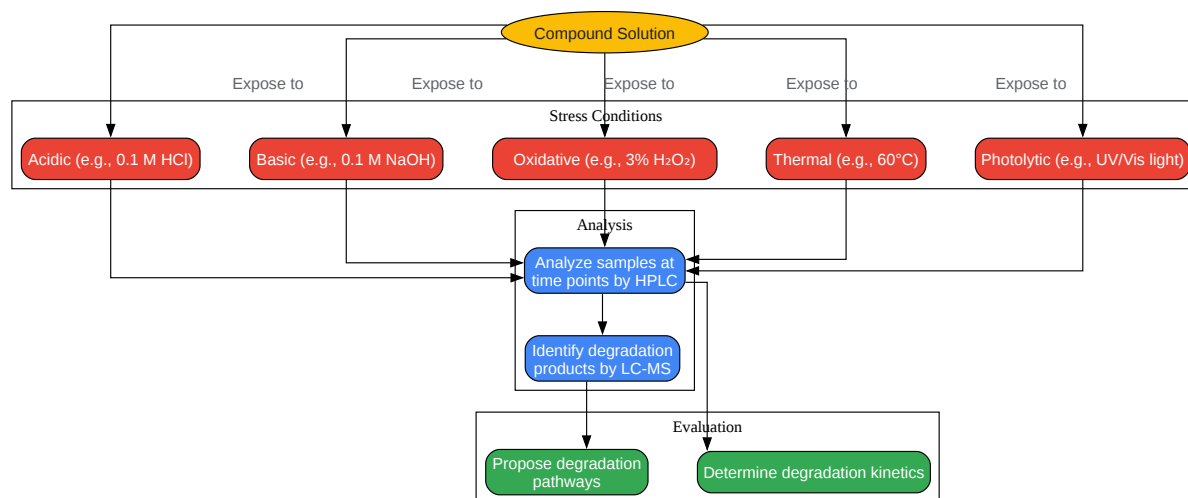 Compound Solution
Expose to
Expose to
Expose to
Expose to
Expose to
Stress Conditions
Acidic (e.g., 0.1 M HCl)
Basic (e.g., 0.1 M NaOH)
Oxidative (e.g., 3% H₂O₂)
Thermal (e.g., 60°C)
Photolytic (e.g., UV/Vis light)
Analysis
Analyze samples at
time points by HPLC
Identify degradation
products by LC-MS
Evaluation
Propose degradation
pathways
Determine degradation kinetics